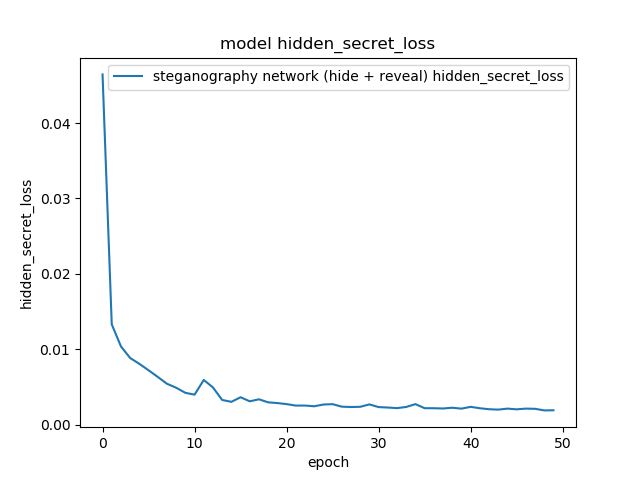 model hidden_secret_loss
steganography network (hide + reveal) hidden_secret_loss
hidden_secret_loss
0.04
0.03
0.02
0.01
0.00
0
10
20
30
40
50
epoch